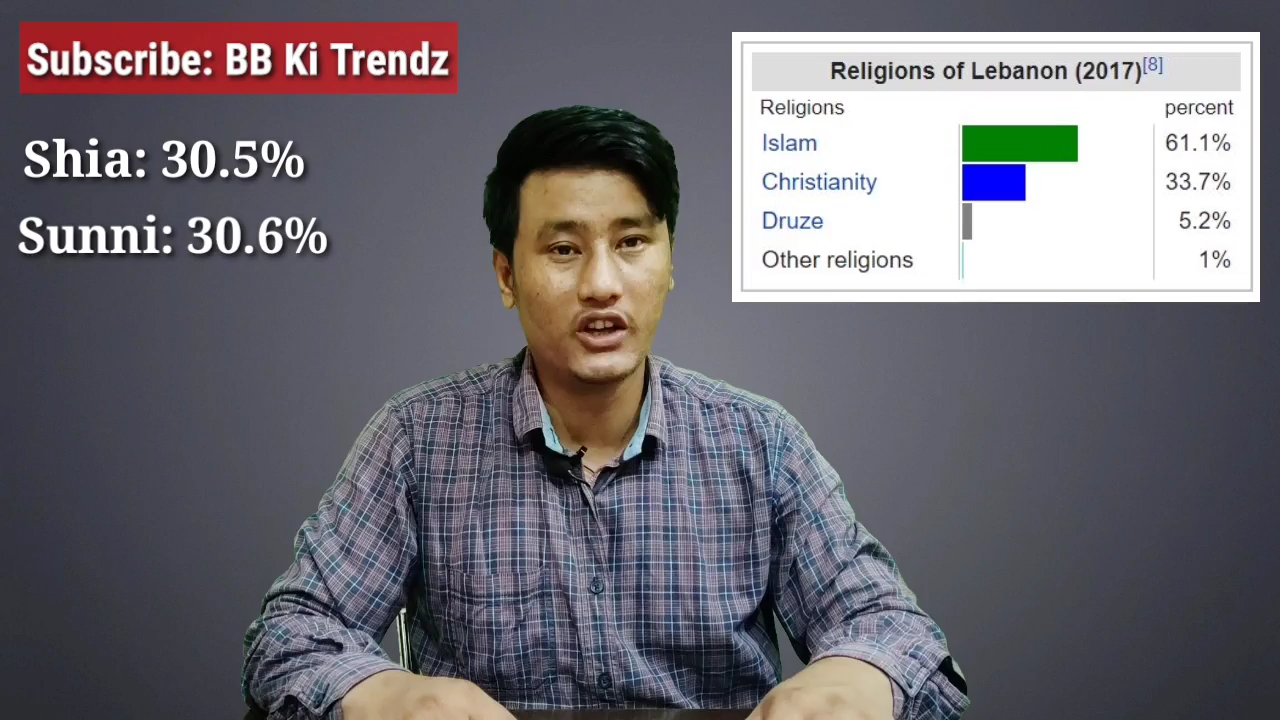 Subscribe: BB Ki Trendz
Shia: 30.5%
Sunni: 30.6%
Religions of Lebanon (2017)[8]
Religions percent
Islam 61.1%
Christianity 33.7%
Druze 5.2%
Other religions 1%